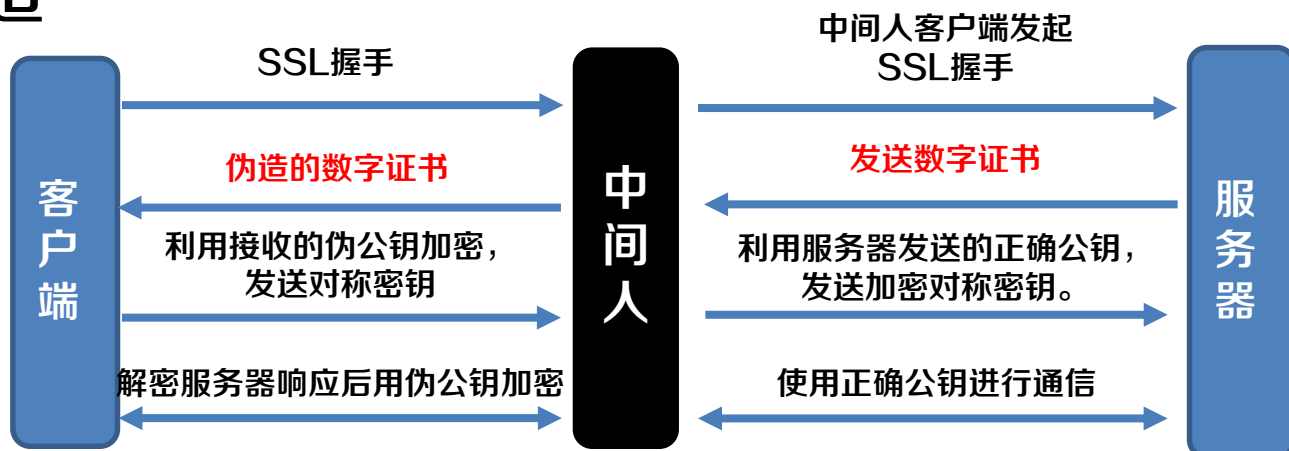 SSL握手
中间人客户端发起
SSL握手
伪造的数字证书
发送数字证书
客户端
中间人
服务器
利用接收的伪公钥加密，
发送对称密钥
利用服务器发送的正确公钥，
发送加密对称密钥。
解密服务器响应后用伪公钥加密
使用正确公钥进行通信